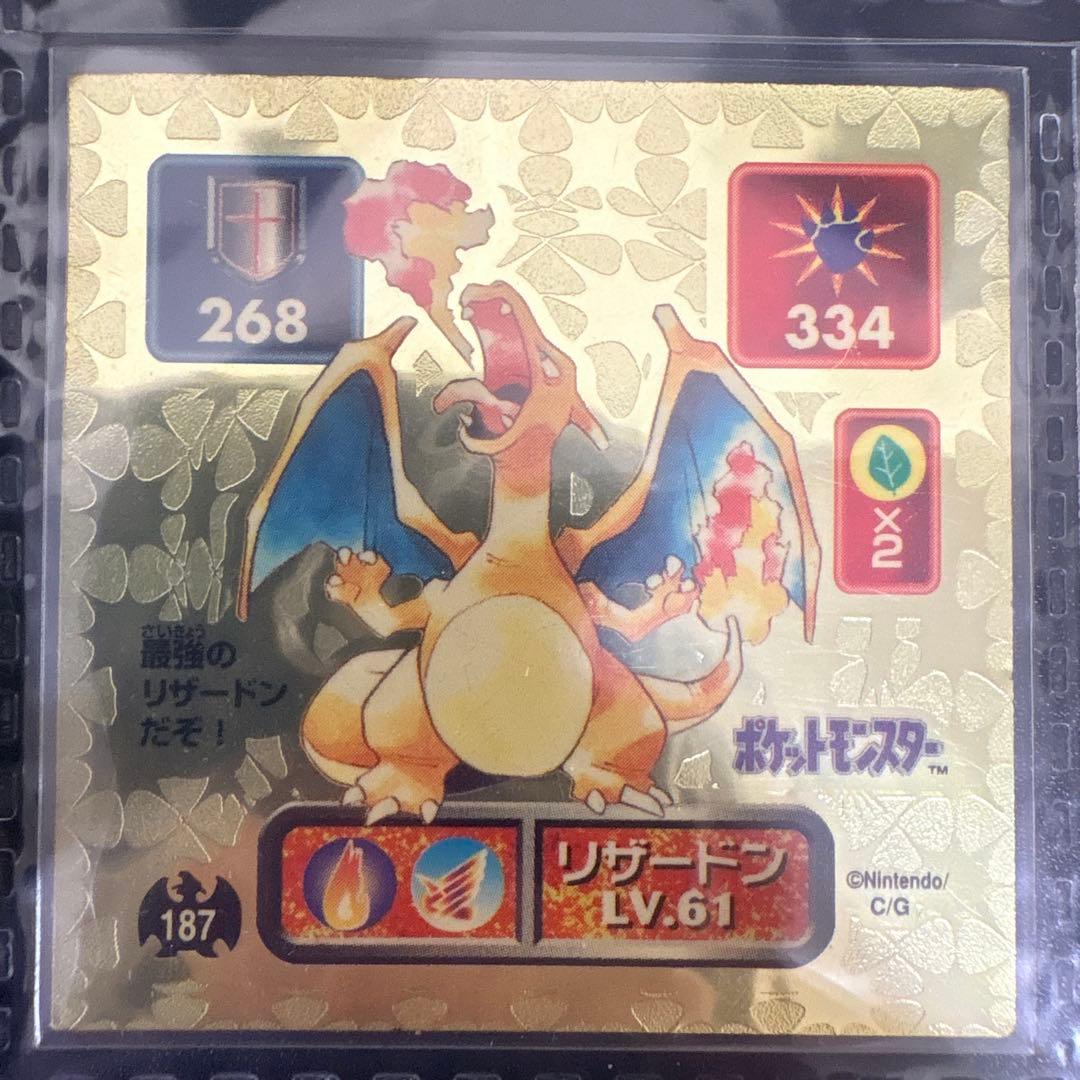 268
334
×2
さいきょう
最強の
リザードン
だぞ！
ポケットモンスター™
リザードン
LV.61
187
©Nintendo/
C/G